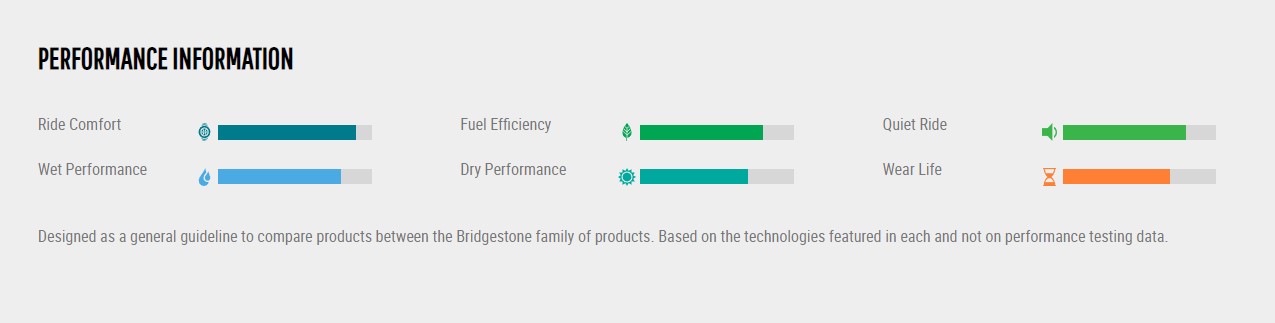 PERFORMANCE INFORMATION
Ride Comfort
Fuel Efficiency
Quiet Ride
Wet Performance
Dry Performance
Wear Life
Designed as a general guideline to compare products between the Bridgestone family of products. Based on the technologies featured in each and not on performance testing data.